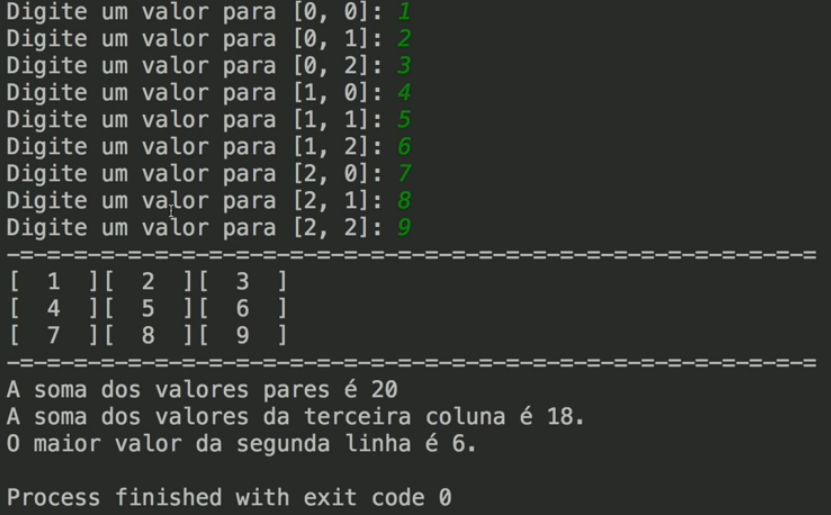 Digite um valor para [0, 0]: 1
Digite um valor para [0, 1]: 2
Digite um valor para [0, 2]: 3
Digite um valor para [1, 0]: 4
Digite um valor para [1, 1]: 5
Digite um valor para [1, 2]: 6
Digite um valor para [2, 0]: 7
Digite um valor para [2, 1]: 8
Digite um valor para [2, 2]: 9
-=-=-=-=-=-=-=-=-=-=-=-=-=-=-=-=-=-=-=-=-=-=-=-=-=-=-=-=-=-=
[  1  ][  2  ][  3  ]
[  4  ][  5  ][  6  ]
[  7  ][  8  ][  9  ]
-=-=-=-=-=-=-=-=-=-=-=-=-=-=-=-=-=-=-=-=-=-=-=-=-=-=-=-=-=-=
A soma dos valores pares é 20
A soma dos valores da terceira coluna é 18.
O maior valor da segunda linha é 6.
Process finished with exit code 0